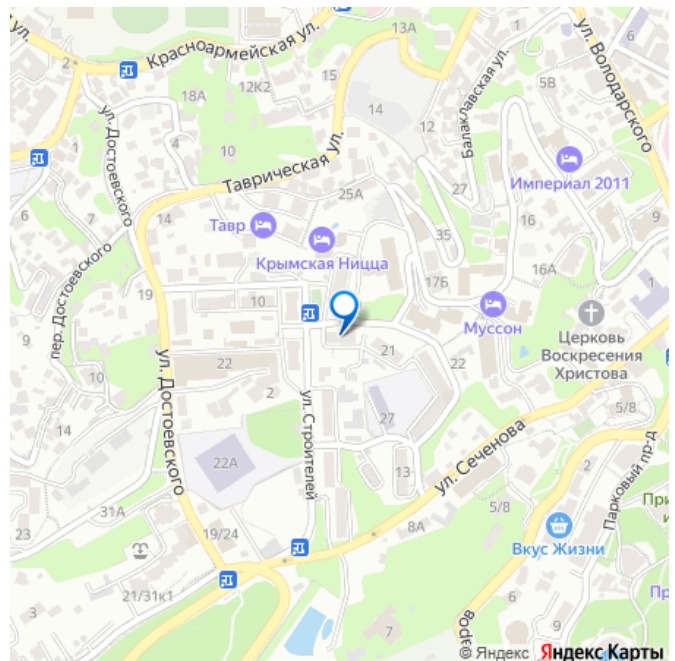 ул.
2
Красноармейская ул.
13А
ул. Володарского
6
18А
12К2
15
14
Балаклавская ул.
5В
ул. Достоевского
1
4
10
12
Таврическая ул.
27
Империал 2011
6
7
14
25А
Тавр
35
16
9
Крымская Ницца
17Б
16А
1
пер. Достоевского
19
10
Муссон
Церковь
Воскресения
Христова
21
22
22
10
2
ул. Достоевского
ул. Строителей
27
5/8
14
22А
13
ул. Сеченова
2
Парковый пр-д
31А
5/8
При
и
23
19/24
8А
Вкус Жизни
21/31к1
3
6
9
7
Пр
© Яндекс Яндекс Карты